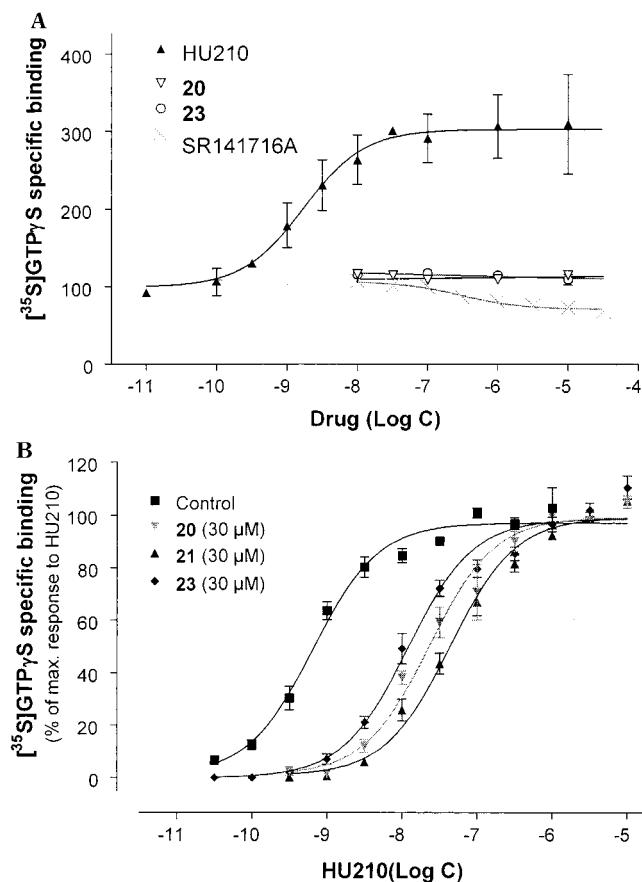 A
HU210
20
23
SR141716A
[³⁵S]GTPγS specific binding
400
300
200
100
0
-11 -10 -9 -8 -7 -6 -5 -4
Drug (Log C)
B
Control
20 (30 µM)
21 (30 µM)
23 (30 µM)
[³⁵S]GTPγS specific binding
(% of max. response to HU210)
120
100
80
60
40
20
0
-11 -10 -9 -8 -7 -6 -5
HU210(Log C)